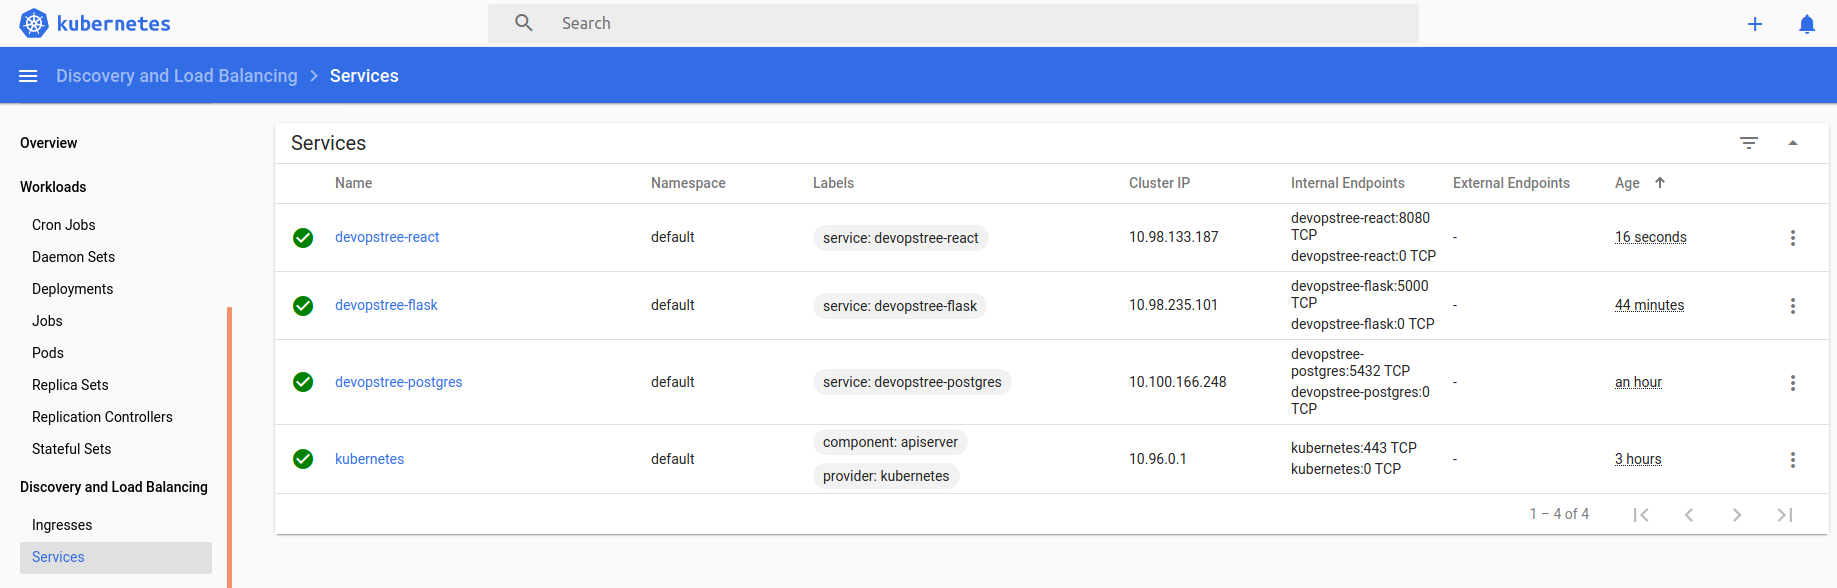 kubernetes
Search
Discovery and Load Balancing > Services
Overview
Workloads
Cron Jobs
Daemon Sets
Deployments
Jobs
Pods
Replica Sets
Replication Controllers
Stateful Sets
Discovery and Load Balancing
Ingresses
Services
Services
Name Namespace Labels Cluster IP Internal Endpoints External Endpoints Age
devopstree-react default service: devopstree-react 10.98.133.187 devopstree-react:8080
TCP
devopstree-react:0 TCP - 16 seconds
devopstree-flask default service: devopstree-flask 10.98.235.101 devopstree-flask:5000
TCP
devopstree-flask:0 TCP - 44 minutes
devopstree-postgres default service: devopstree-postgres 10.100.166.248 devopstree-
postgres:5432 TCP
devopstree-postgres:0
TCP - an hour
kubernetes default component: apiserver
provider: kubernetes 10.96.0.1 kubernetes:443 TCP
kubernetes:0 TCP - 3 hours
1 – 4 of 4